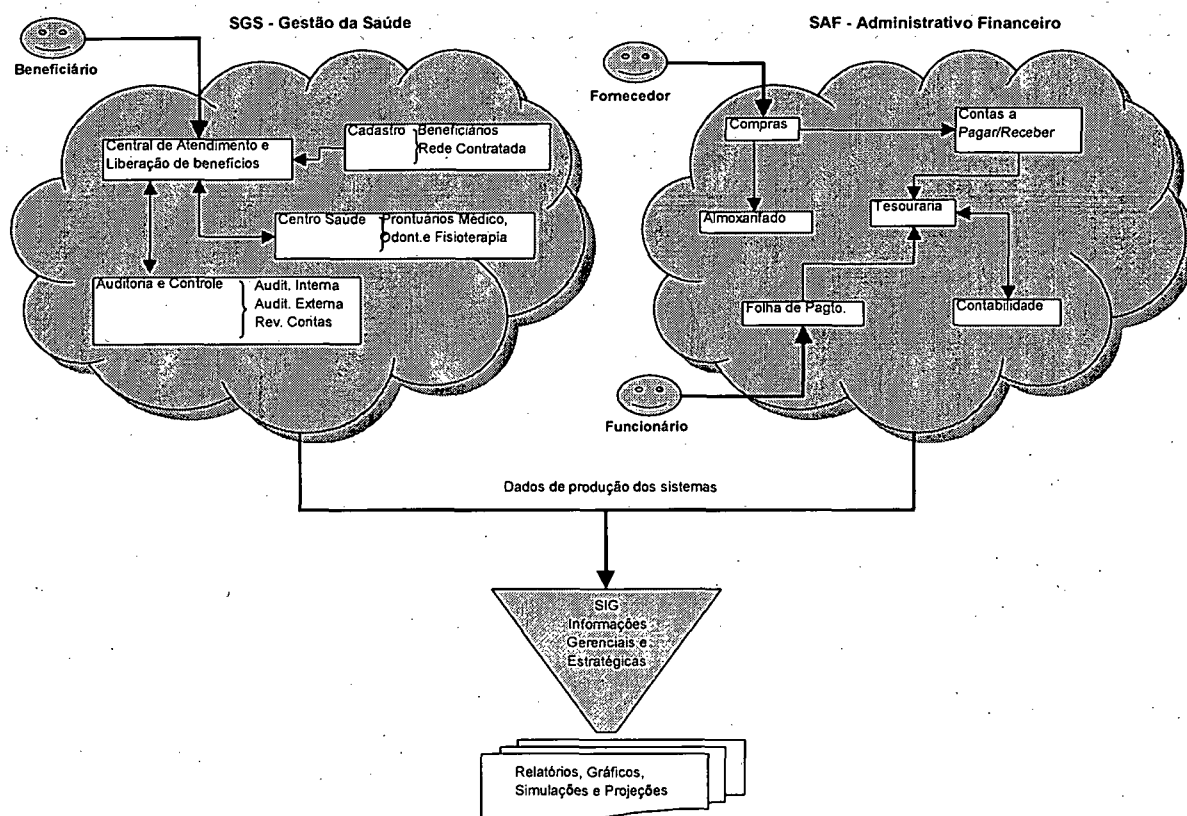 SGS - Gestão da Saúde
SAF - Administrativo Financeiro
Beneficiário
Central de Atendimento e
Liberação de benefícios
Cadastro
Beneficiários
Rede Contratada
Centro Saúde
Prontuários Médico,
Odont.e Fisioterapia
Auditoria e Controle
Audit. Interna
Audit. Externa
Rev. Contas
Fornecedor
Compras
Contas a
Pagar/Receber
Almoxarifado
Tesouraria
Folha de Pagto.
Contabilidade
Funcionário
Dados de produção dos sistemas
SIG
Informações
Gerenciais e
Estratégicas
Relatórios, Gráficos,
Simulações e Projeções